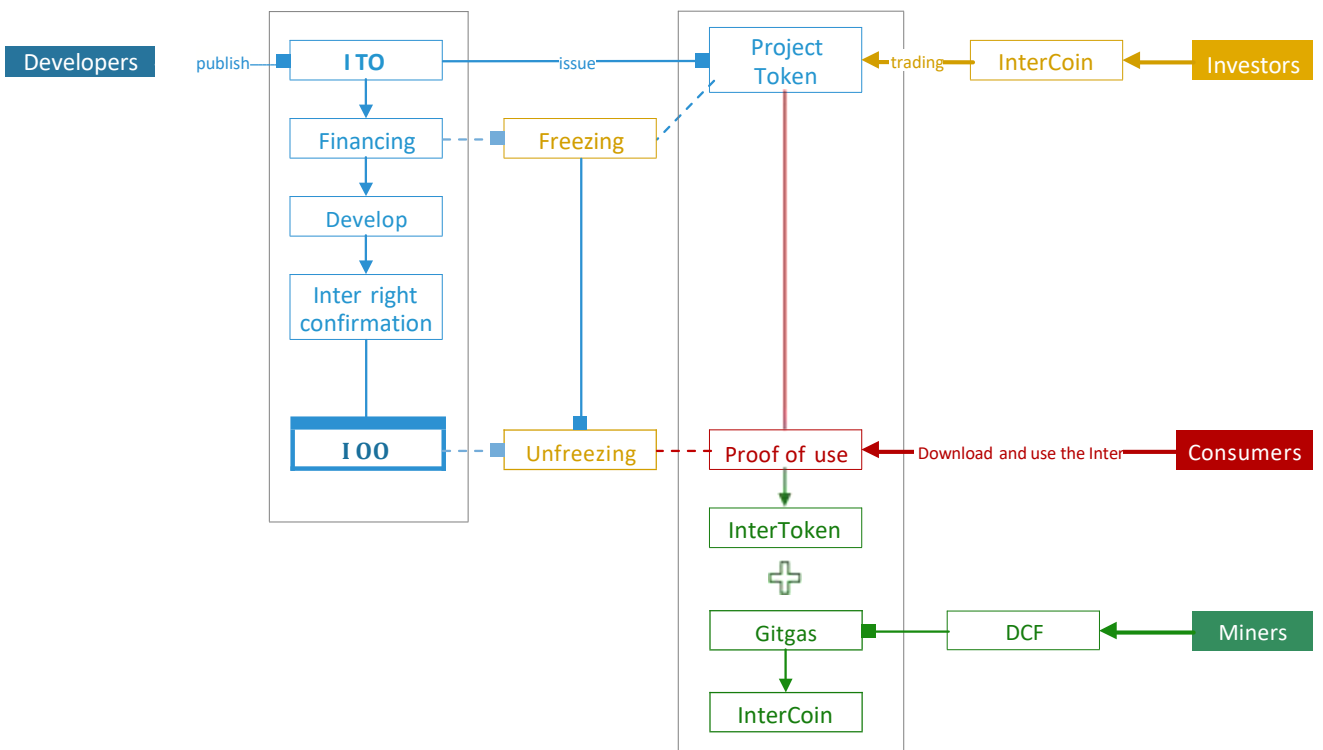 Developers
publish
I TO
issue
Project
Token
trading
InterCoin
Investors
Financing
Freezing
Develop
Inter right
confirmation
I OO
Unfreezing
Proof of use
Download and use the Inter
Consumers
InterToken
Gitgas
DCF
Miners
InterCoin